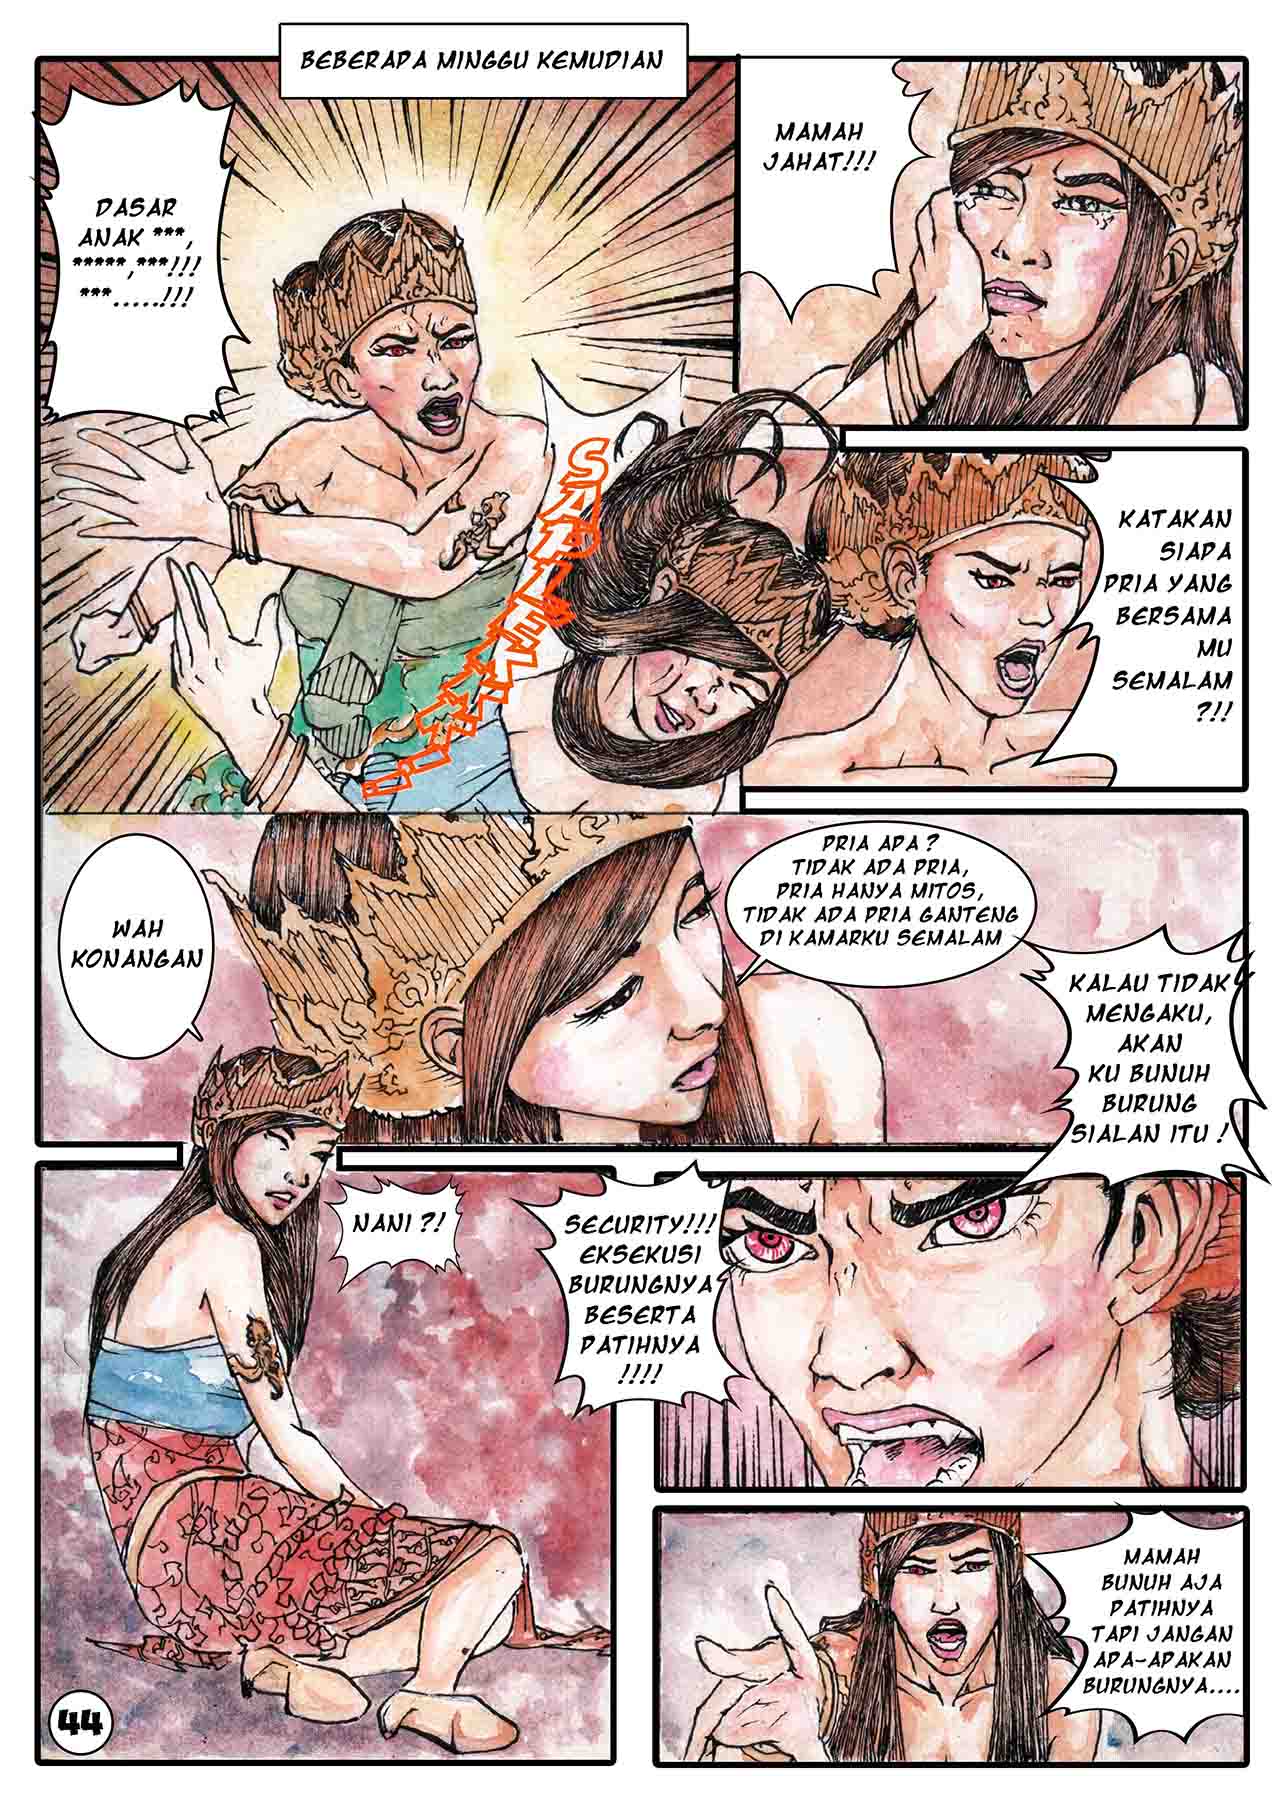 BEBERAPA MINGGU KEMUDIAN
DASAR
ANAK ***,
*****,***!!!
***.....!!!
MAMAH
JAHAT!!!
KATAKAN
SIAPA
PRIA YANG
BERSAMA
MU
SEMALAM
?!!
WAH
KONANGAN
PRIA APA ?
TIDAK ADA PRIA,
PRIA HANYA MITOS,
TIDAK ADA PRIA GANTENG
DI KAMARKU SEMALAM
KALAU TIDAK
MENGAKU,
AKAN
KU BUNUH
BURUNG
SIALAN ITU !
NANI ?!
SECURITY!!!
EKSEKUSI
BURUNGNYA
BESERTA
PATIHNYA
!!!!
MAMAH
BUNUH AJA
PATIHNYA
TAPI JANGAN
APA-APAKAN
BURUNGNYA....
44